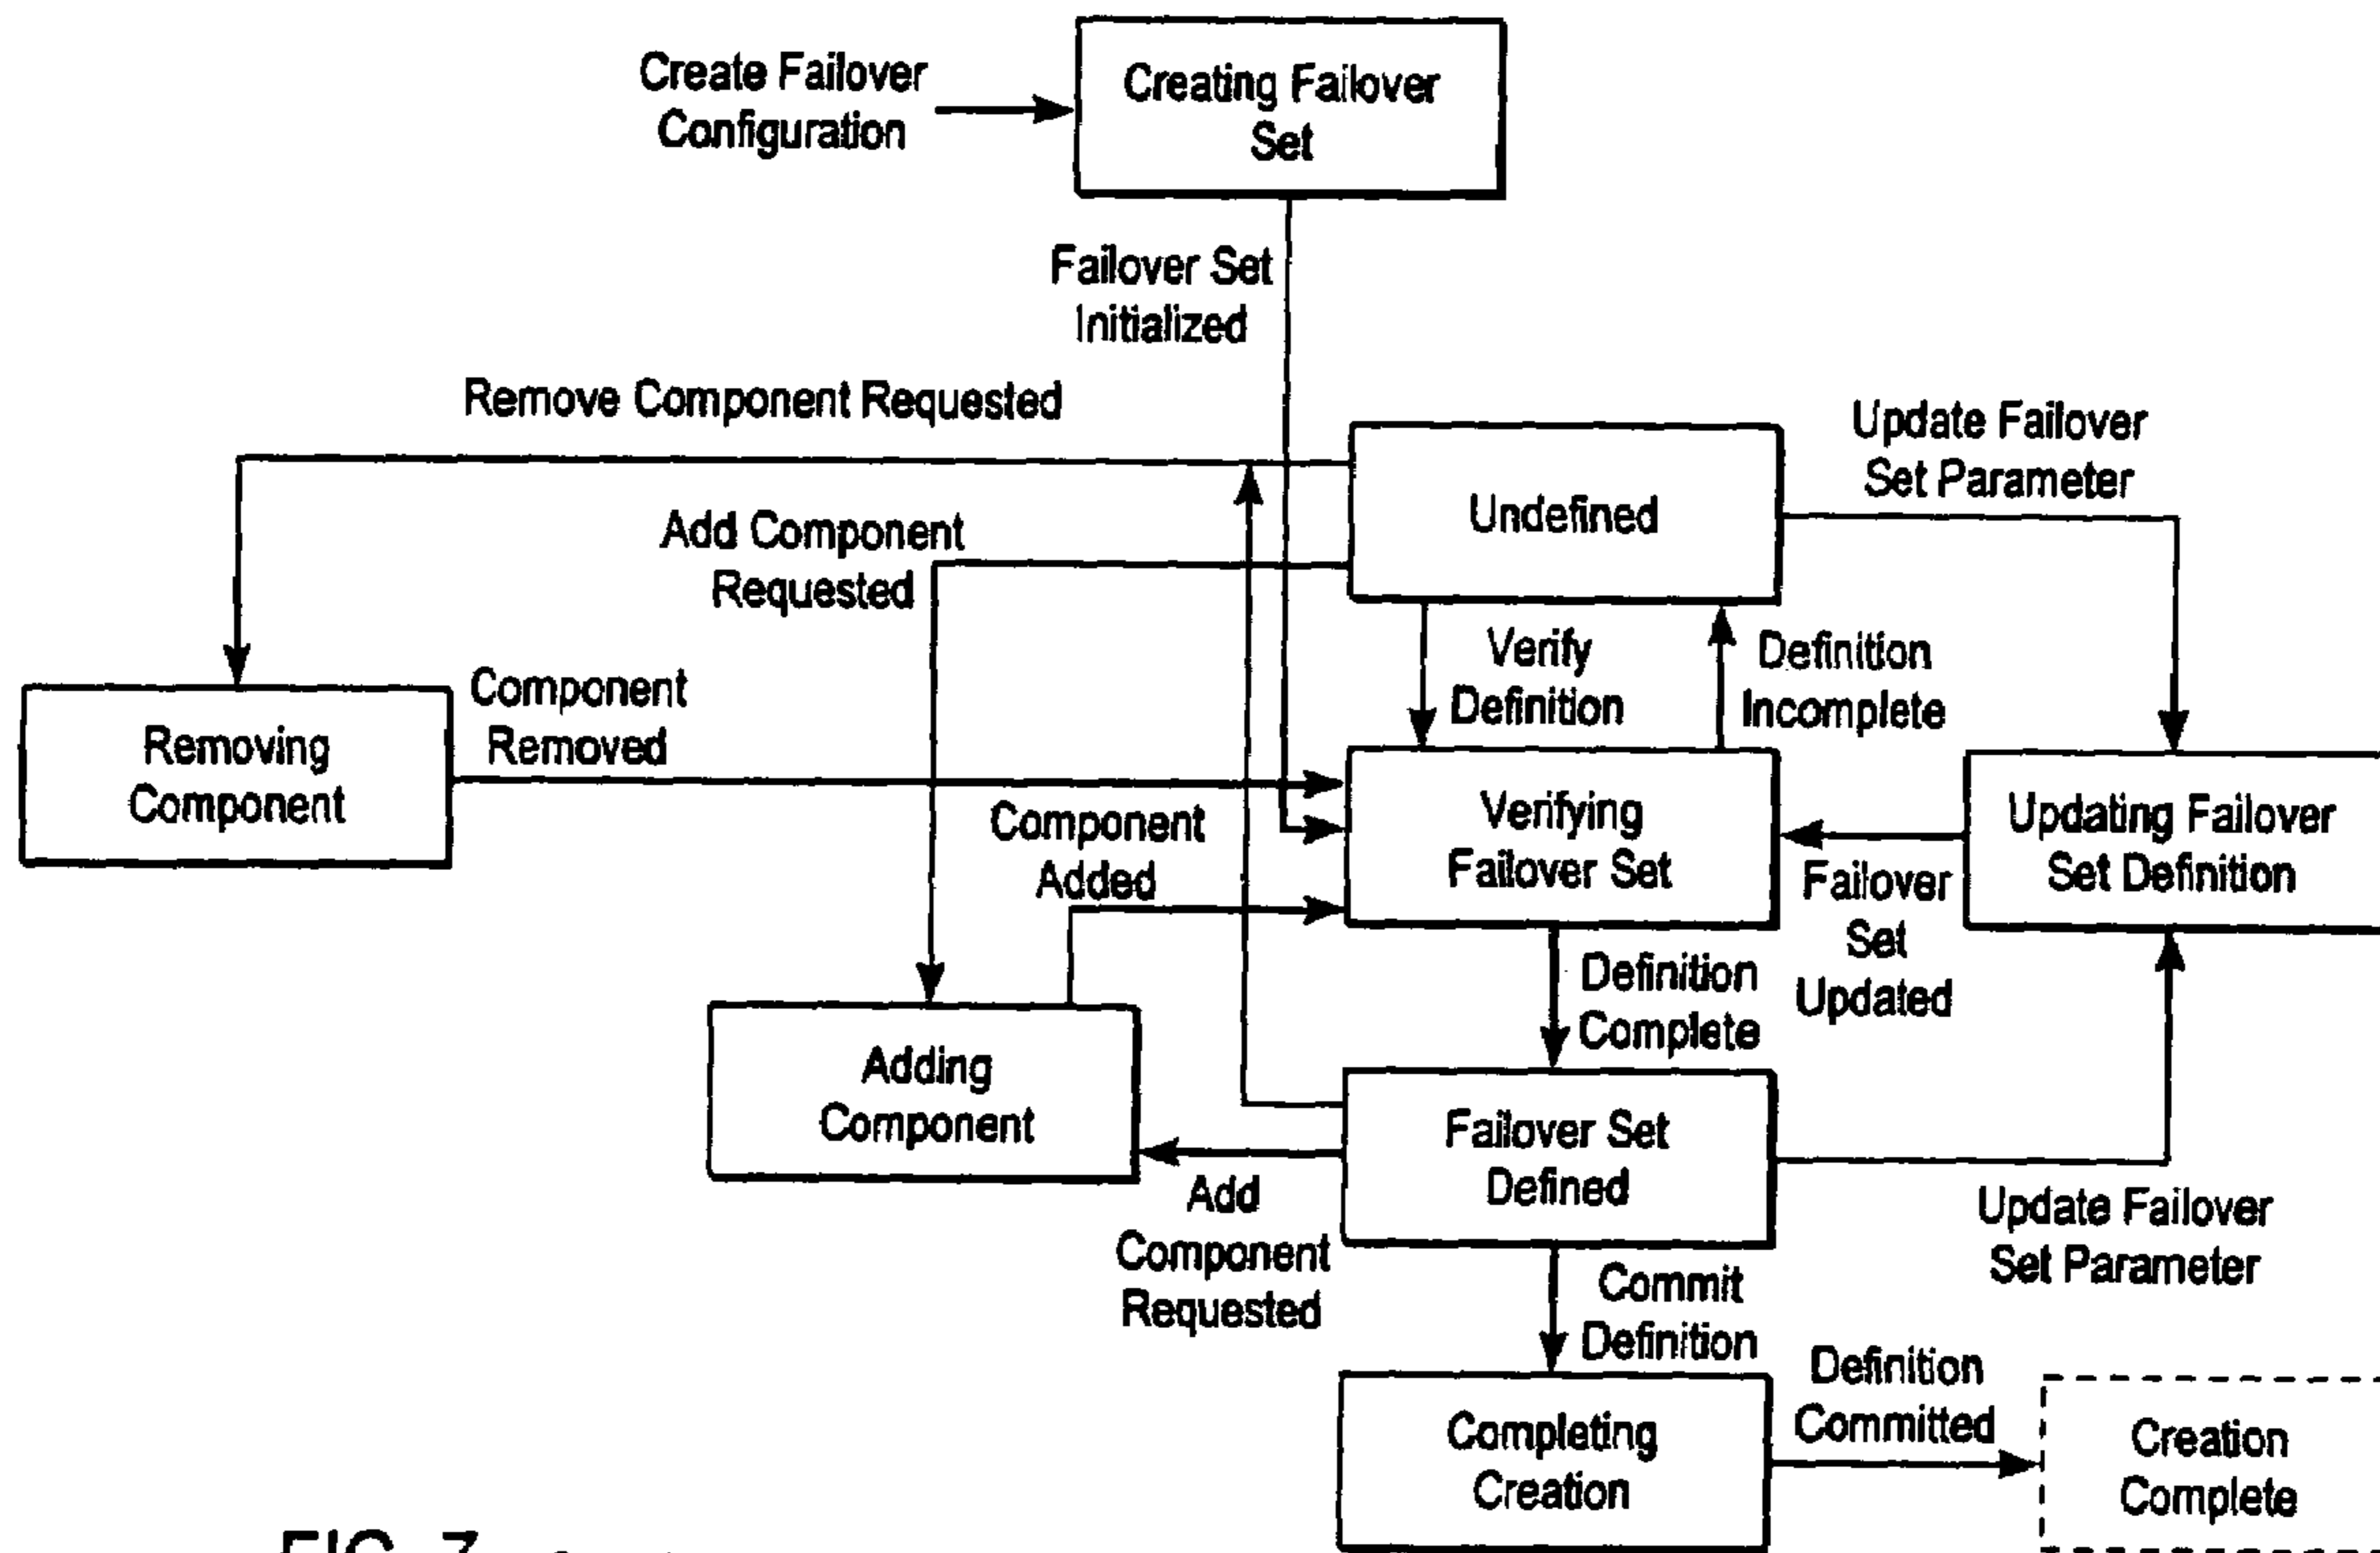 Create Failover
Configuration
Creating Failover
Set
Failover Set
Initialized
Remove Component Requested
Update Failover
Set Parameter
Undefined
Add Component
Requested
Verify
Definition
Definition
Incomplete
Component
Removed
Removing
Component
Component
Added
Verifying
Failover Set
Updating Failover
Set Definition
Failover
Set
Updated
Definition
Complete
Adding
Component
Failover Set
Defined
Add
Component
Requested
Update Failover
Set Parameter
Commit
Definition
Definition
Committed
Completing
Creation
Creation
Complete